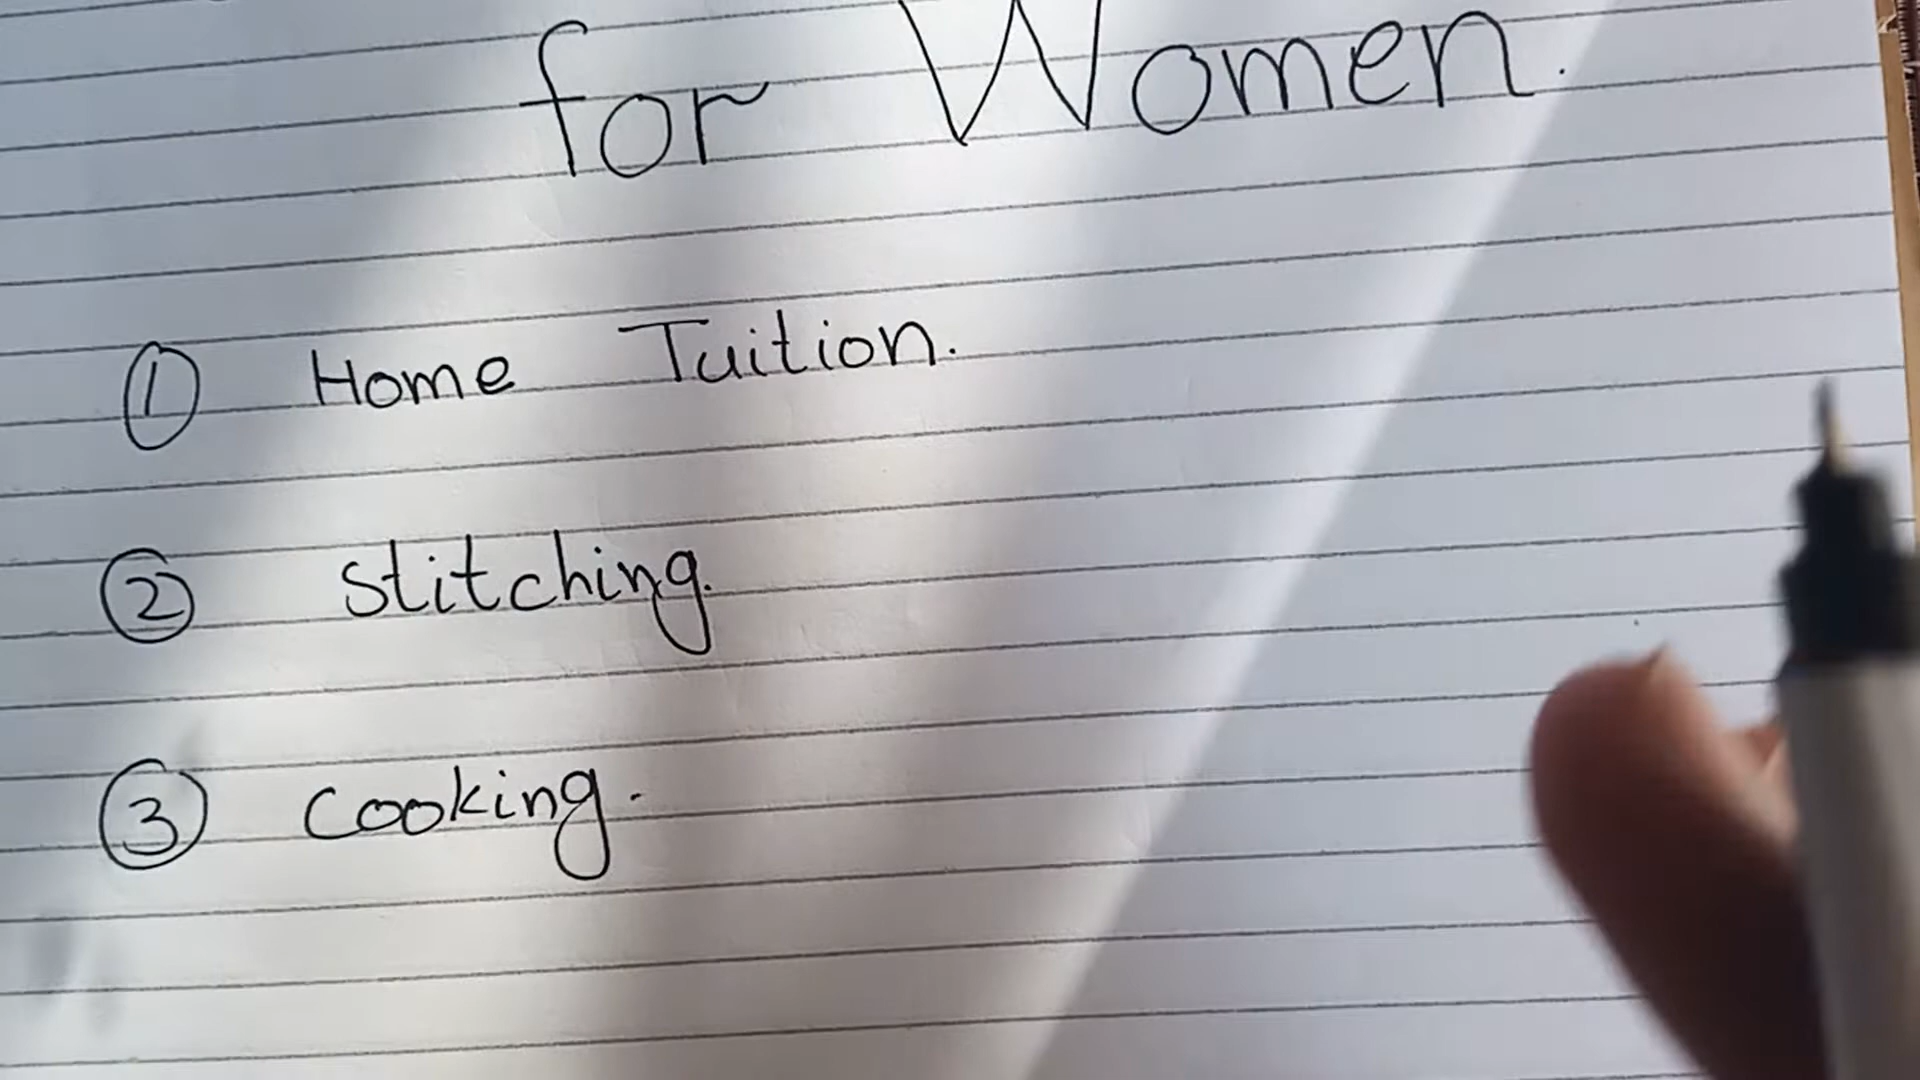 for Women.
① Home Tuition.
② Stitching.
③ Cooking.